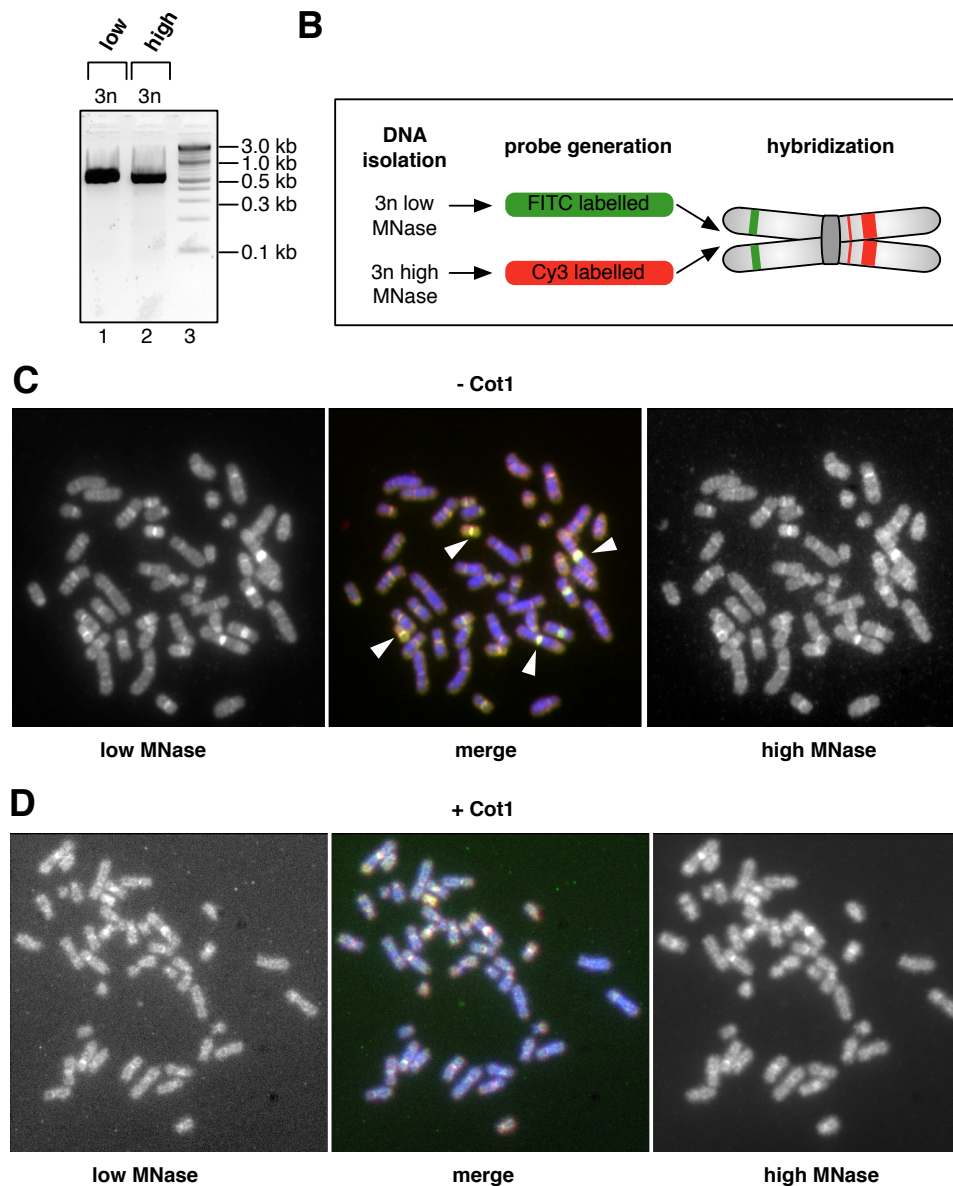 low high
3n 3n
3.0 kb
1.0 kb
0.5 kb
0.3 kb
0.1 kb
1 2 3
B
DNA
isolation
probe generation
hybridization
3n low
MNase
FITC labelled
3n high
MNase
Cy3 labelled
C
- Cot1
low MNase
merge
high MNase
D
+ Cot1
low MNase
merge
high MNase